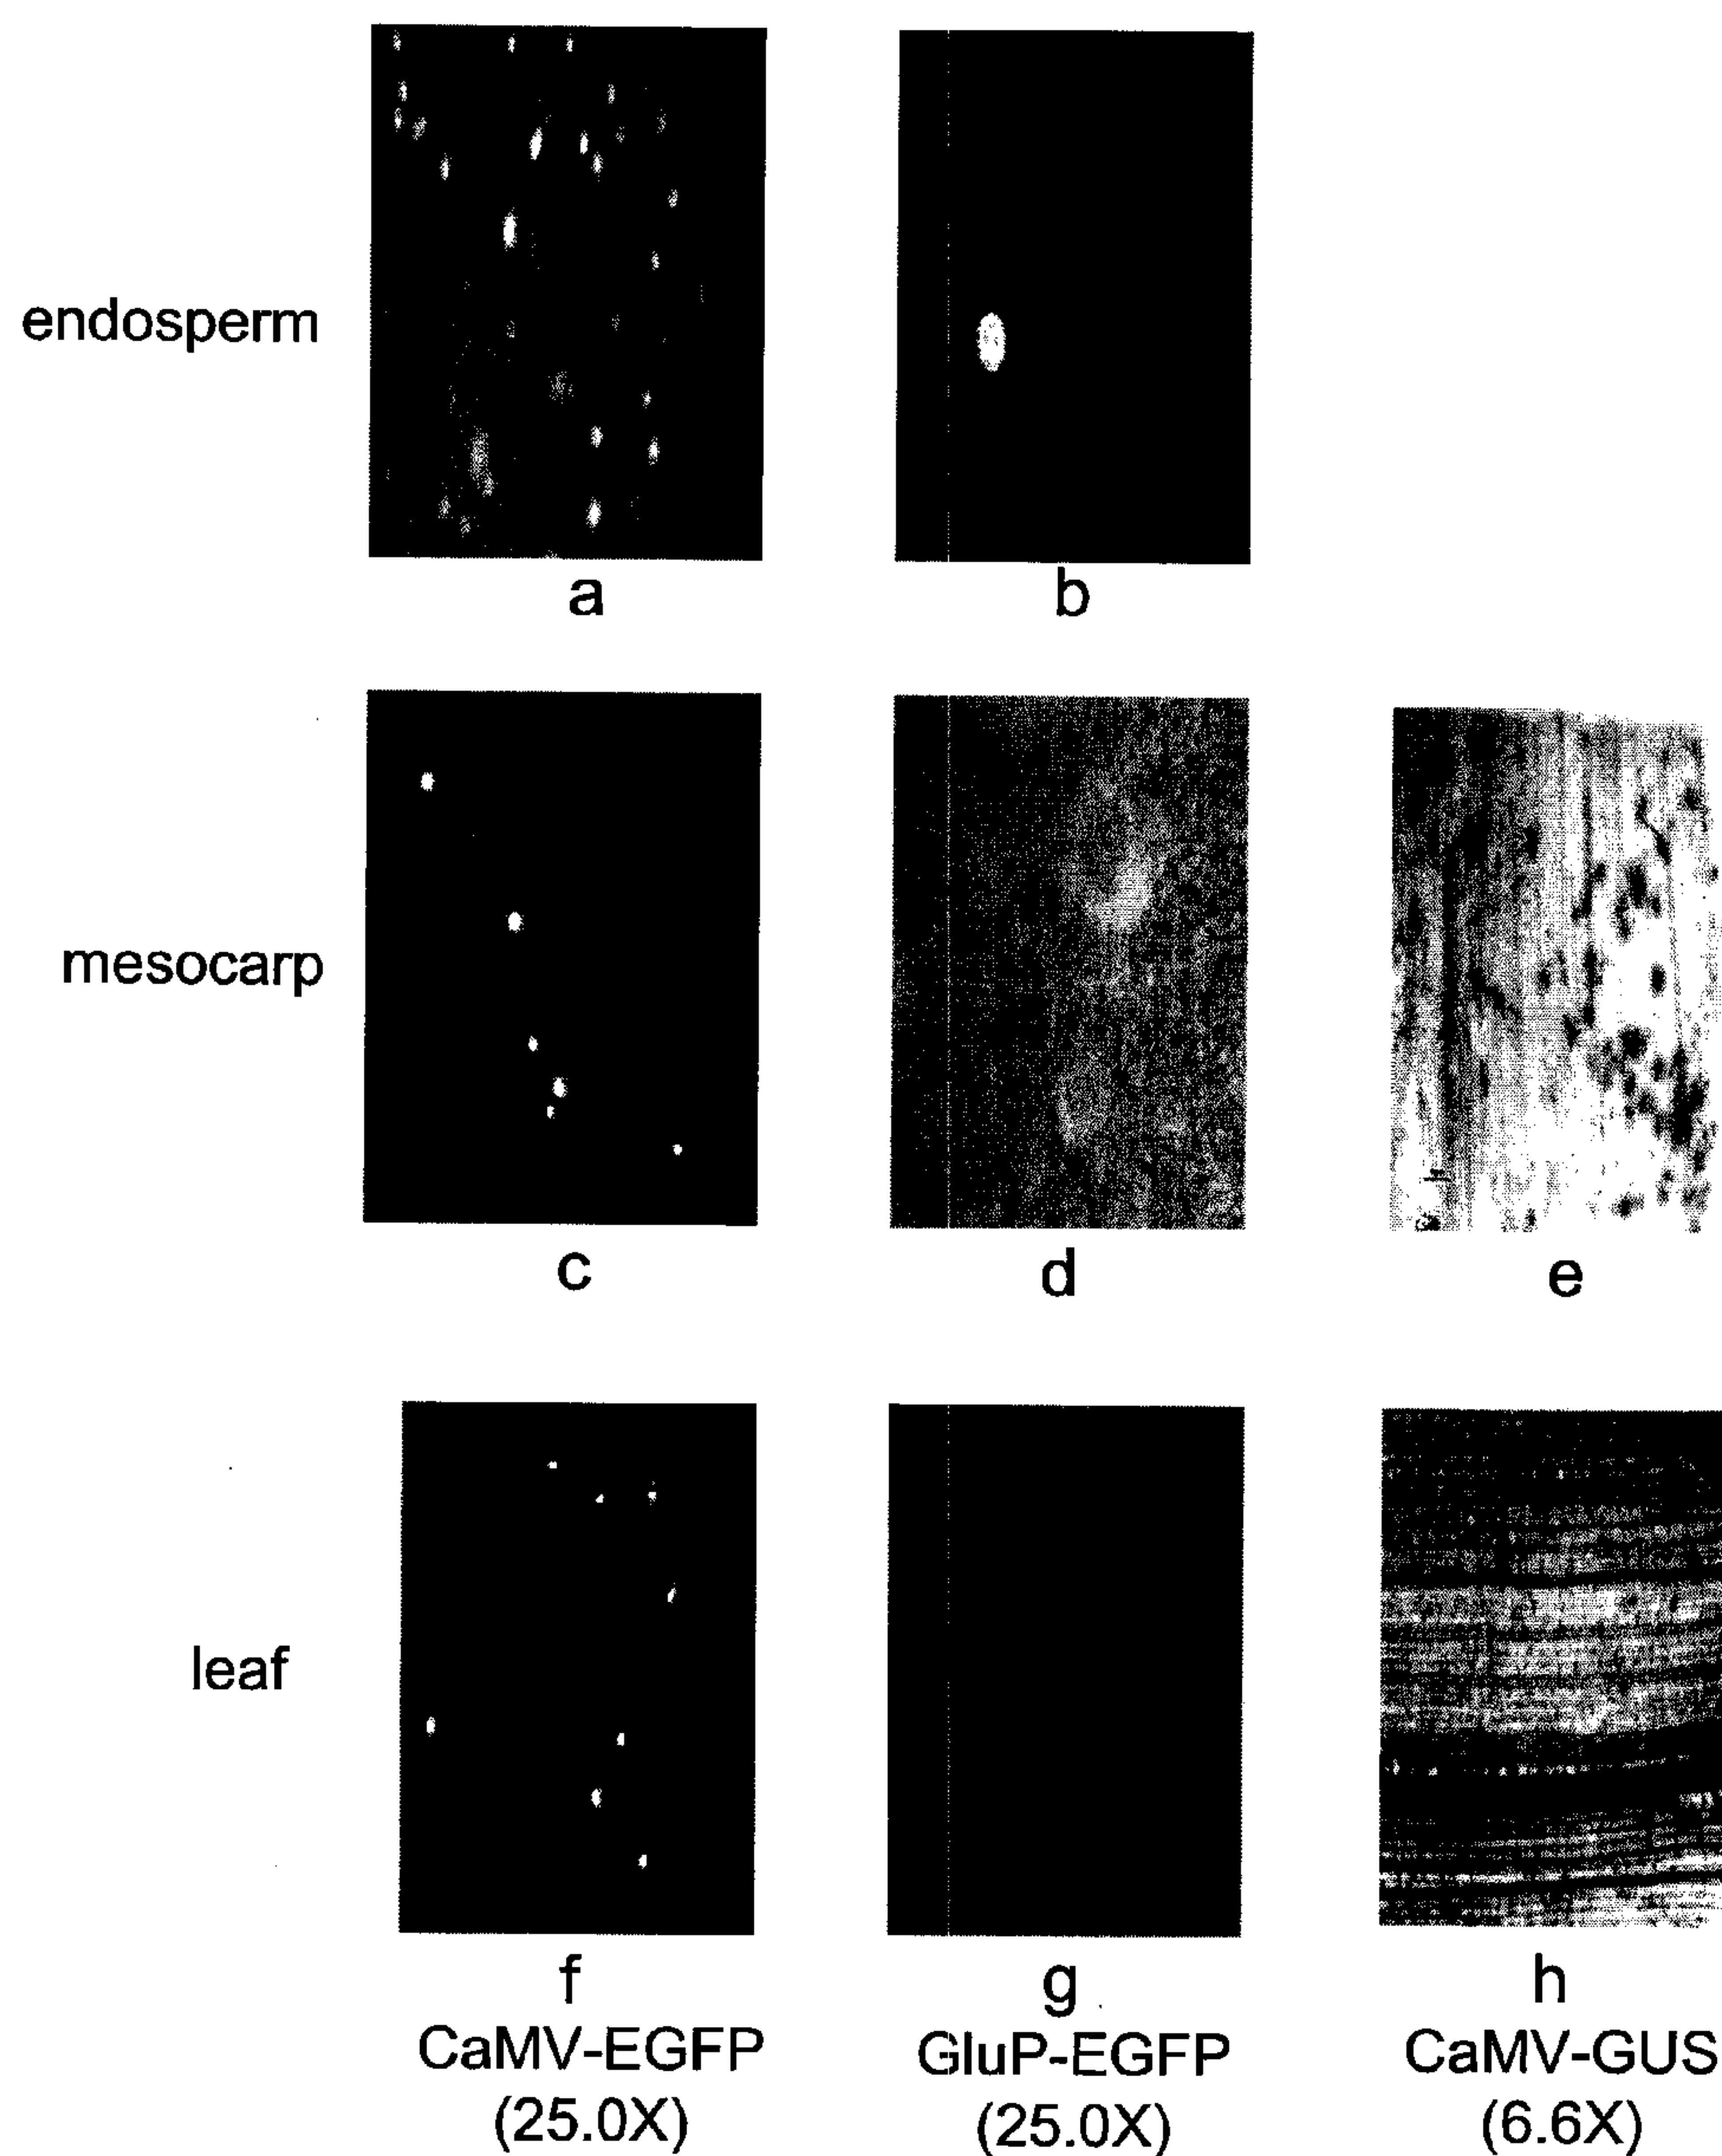 endosperm
a
b
mesocarp
c
d
e
leaf
f
g
h
CaMV-EGFP
(25.0X)
GluP-EGFP
(25.0X)
CaMV-GUS
(6.6X)